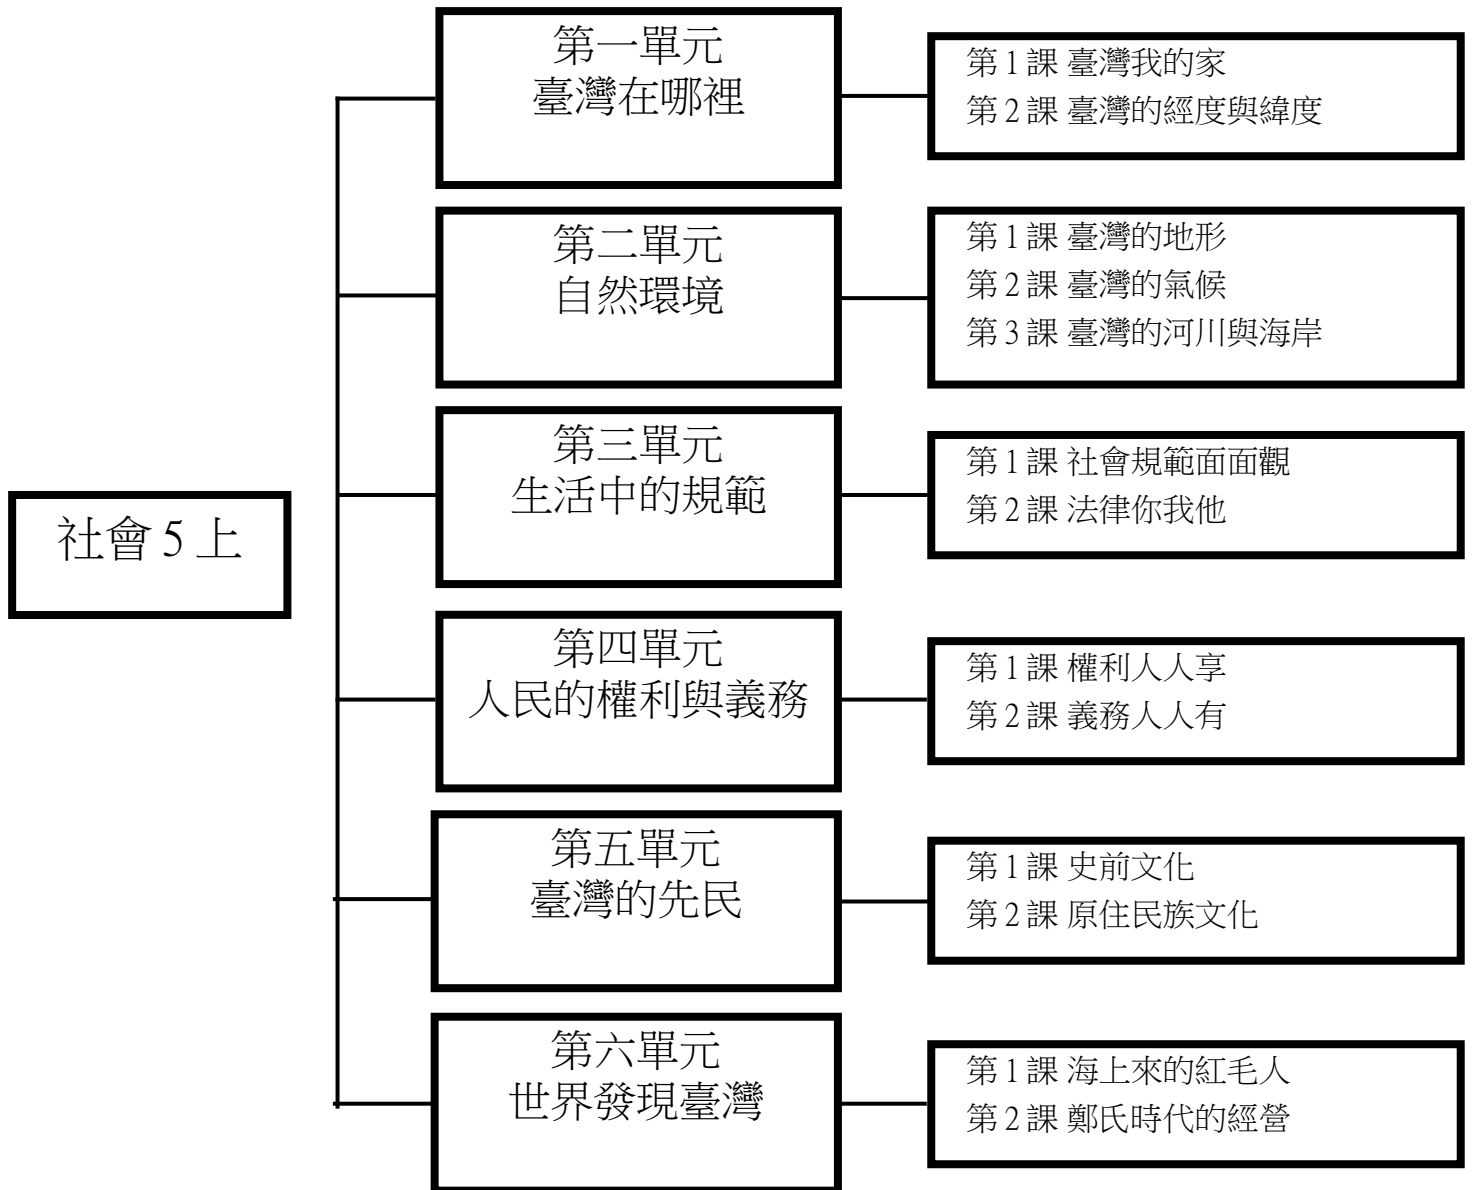 社會5上
第一單元
臺灣在哪裡
第1課 臺灣我的家
第2課 臺灣的經度與緯度
第二單元
自然環境
第1課 臺灣的地形
第2課 臺灣的氣候
第3課 臺灣的河川與海岸
第三單元
生活中的規範
第1課 社會規範面面觀
第2課 法律你我他
第四單元
人民的權利與義務
第1課 權利人人享
第2課 義務人人有
第五單元
臺灣的先民
第1課 史前文化
第2課 原住民族文化
第六單元
世界發現臺灣
第1課 海上來的紅毛人
第2課 鄭氏時代的經營